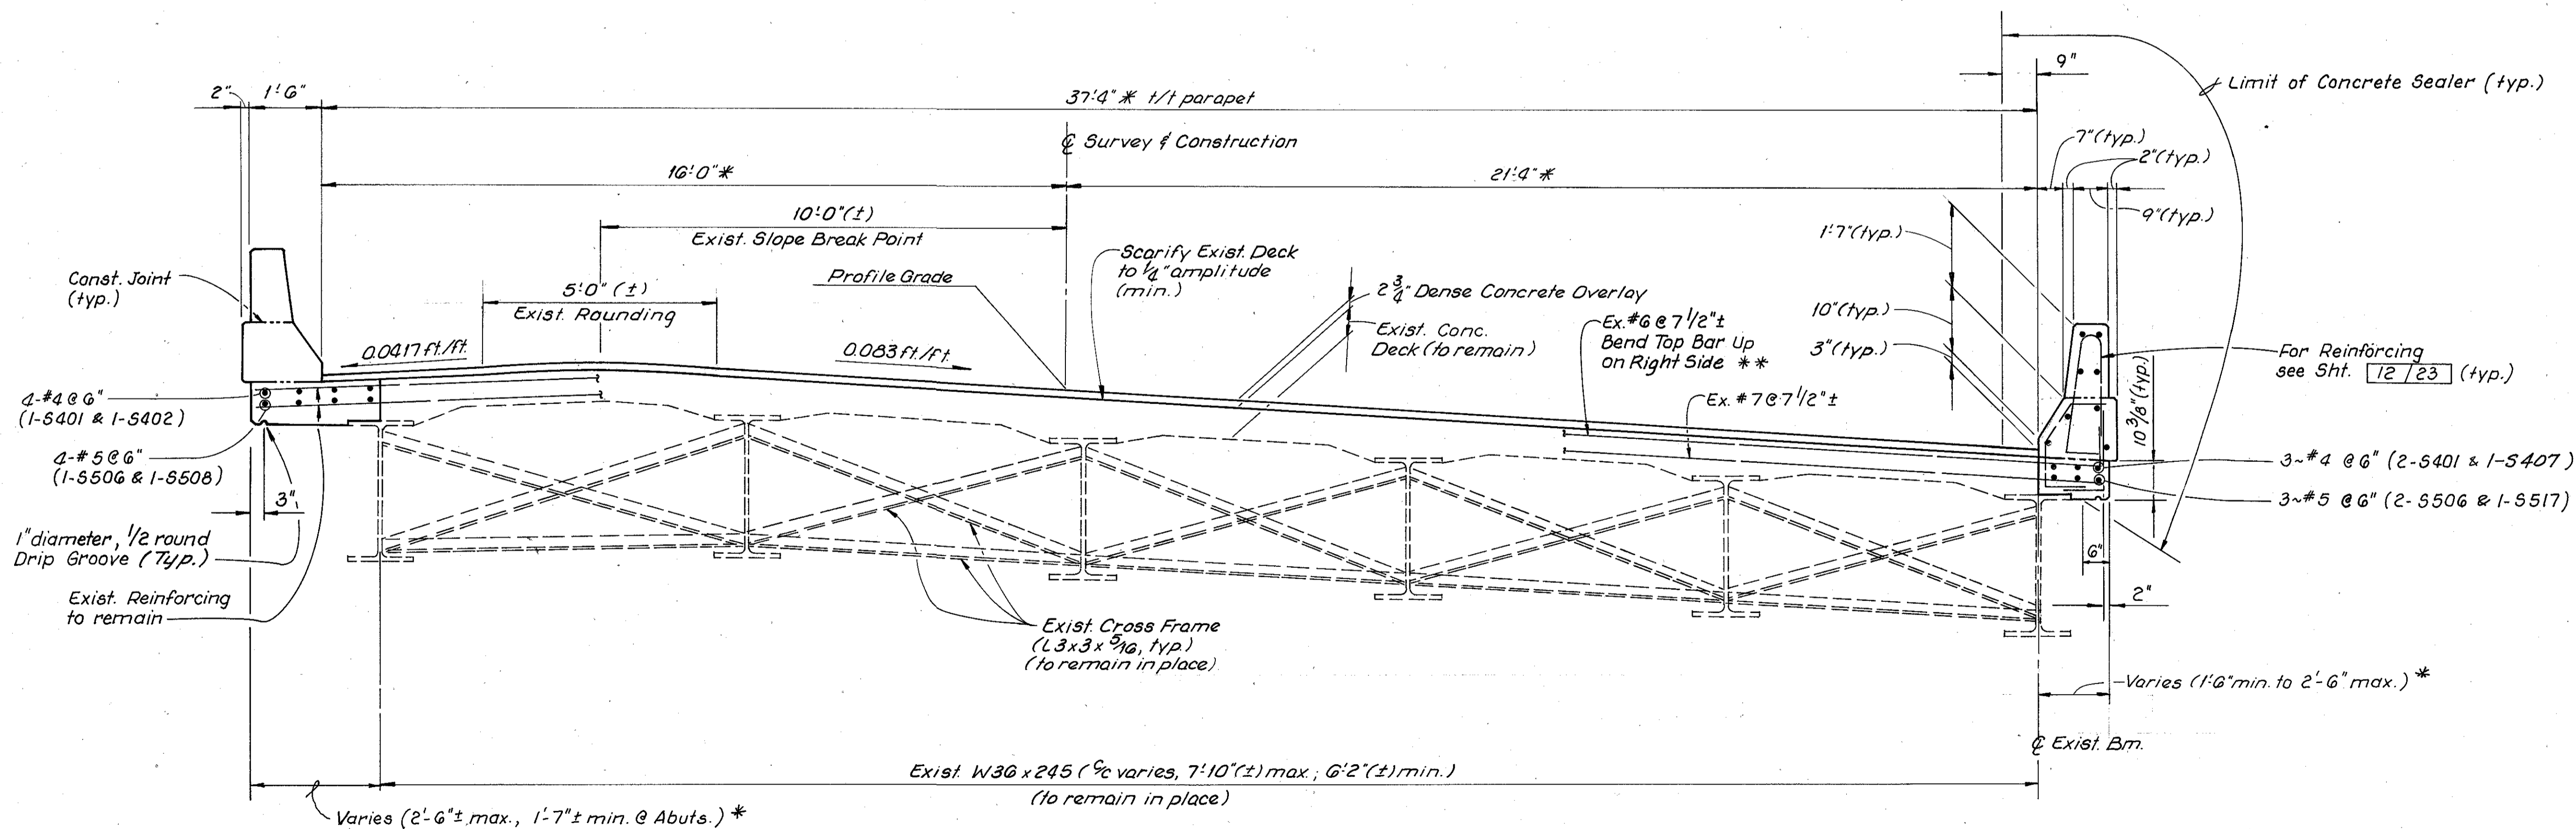 2" 1'-6"
37'-4" * t/t parapet
9"
Limit of Concrete Sealer (typ.)
℄ Survey & Construction
7"(typ.)
2"(typ.)
9"(typ.)
16'-0" *
21'-4" *
10'-0"(±)
Exist. Slope Break Point
1'-7"(typ.)
10"(typ.)
3"(typ.)
Const. Joint
(typ.)
5'-0" (±)
Exist. Rounding
Profile Grade
Scarify Exist. Deck
to 1/4" amplitude
(min.)
2 3/4" Dense Concrete Overlay
Exist. Conc.
Deck (to remain)
Ex. #6 @ 7 1/2" ±
Bend Top Bar Up
on Right Side **
Ex. #7 @ 7 1/2" ±
0.0417 ft./ft.
0.083 ft./ft.
For Reinforcing
see Sht. 12 / 23 (typ.)
10 3/8"(typ.)
4-#4 @ 6"
(1-S401 & 1-S402)
4-#5 @ 6"
(1-S506 & 1-S508)
3"
3~#4 @ 6" (2-S401 & 1-S407)
3~#5 @ 6" (2-S506 & 1-S517)
6"
2"
1" diameter, 1/2 round
Drip Groove (Typ.)
Exist. Reinforcing
to remain
Exist. Cross Frame
(L 3x3x 5/16, typ.)
(to remain in place)
Varies (1'-6" min. to 2'-6" max.) *
℄ Exist. Bm.
Exist. W36 x 245 (c/c varies, 7'-10"(±) max.; 6'-2"(±) min.)
(to remain in place)
Varies (2'-6"± max., 1'-7"± min. @ Abuts.) *